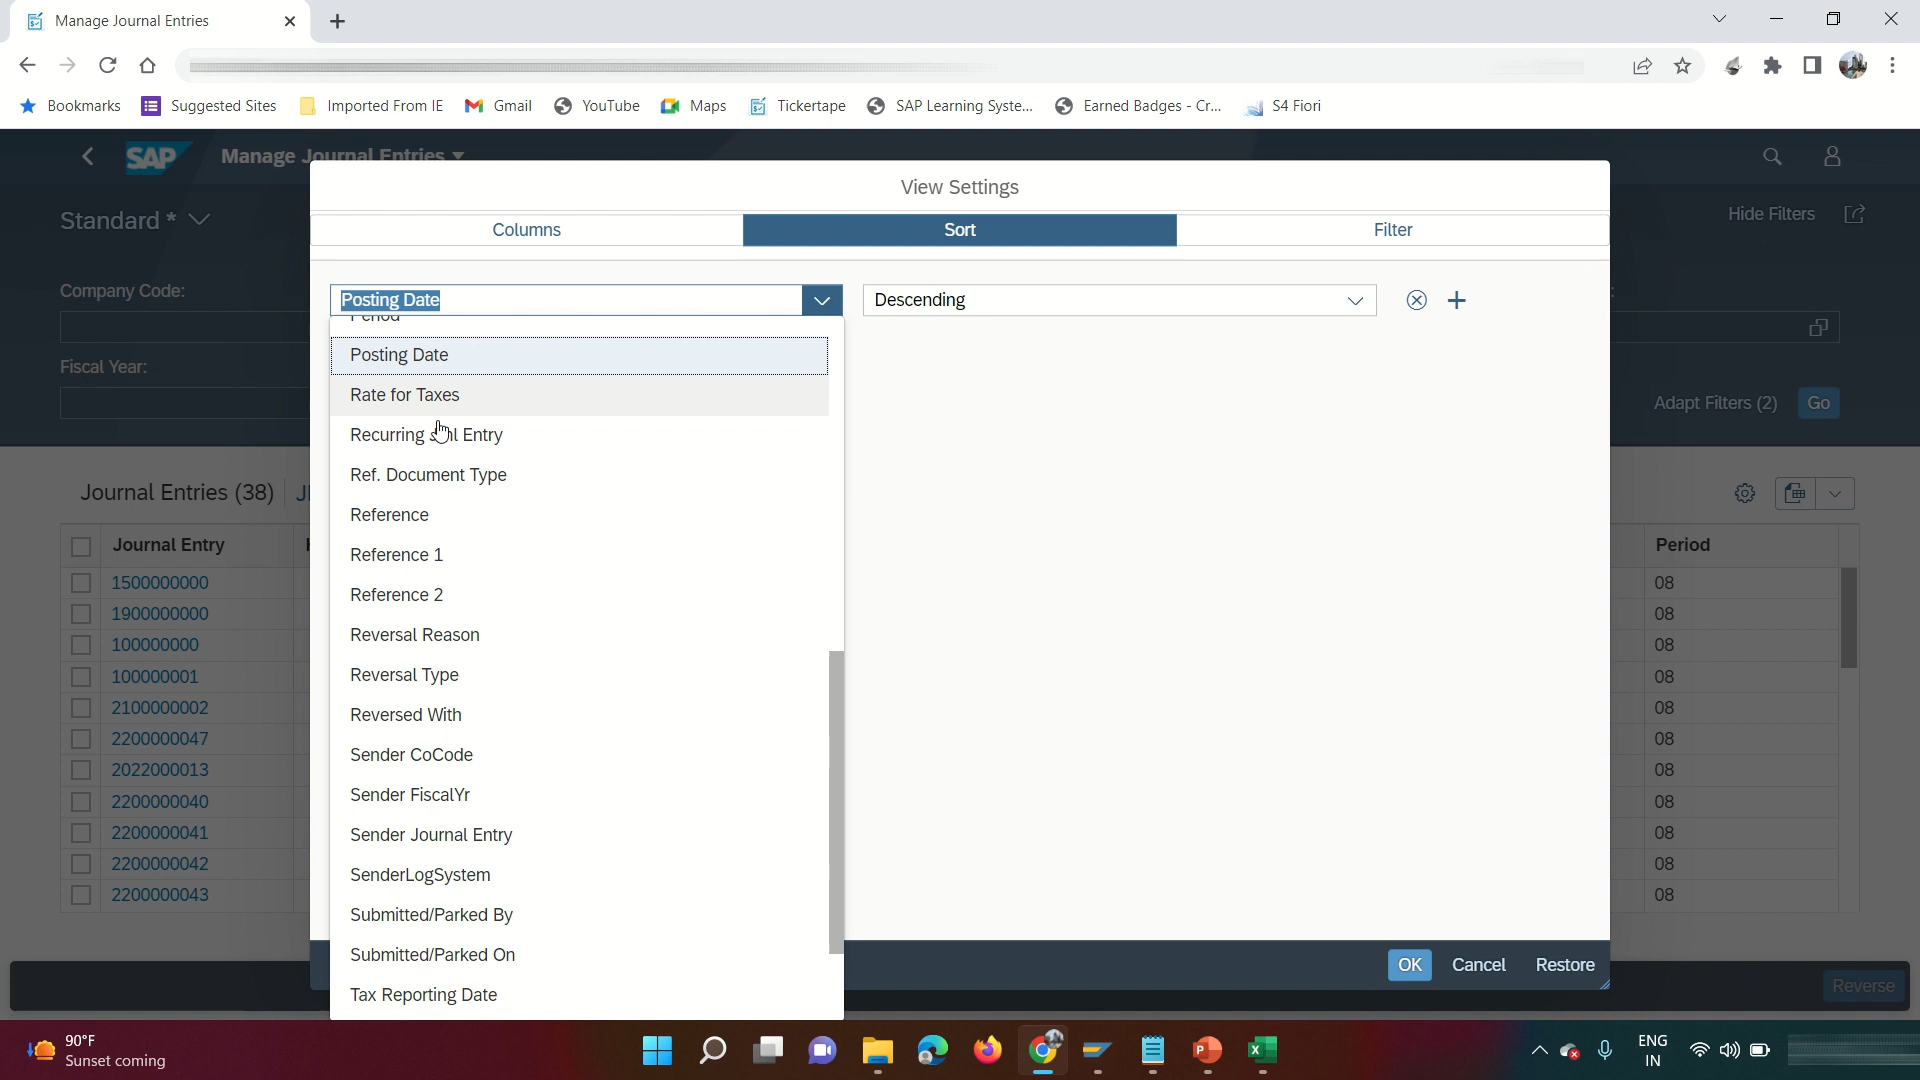 Manage Journal Entries
Bookmarks Suggested Sites Imported From IE Gmail YouTube Maps Tickertape SAP Learning Syste... Earned Badges - Cr... S4 Fiori
SAP Manage Journal Entries
View Settings
Standard * Hide Filters
Columns Sort Filter
Company Code:
Posting Date Descending
Period
Posting Date
Fiscal Year:
Rate for Taxes
Adapt Filters (2) Go
Recurring Entry
Ref. Document Type
Journal Entries (38)
Reference
Journal Entry Period
Reference 1
1500000000 08
Reference 2
1900000000 08
Reversal Reason
100000000 08
Reversal Type
100000001 08
Reversed With
2100000002 08
2200000047 08
Sender CoCode
2022000013 08
Sender FiscalYr
2200000040 08
Sender Journal Entry
2200000041 08
2200000042 08
SenderLogSystem
2200000043 08
Submitted/Parked By
Submitted/Parked On
OK Cancel Restore
Tax Reporting Date
Reverse
90°F
Sunset coming
ENG
IN